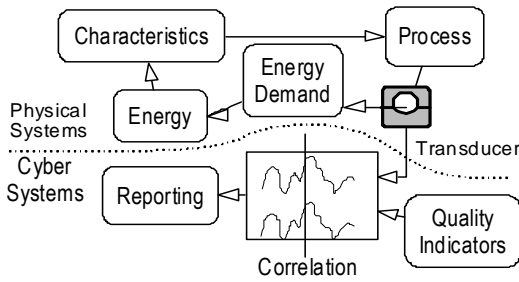 Characteristics
Process
Energy
Demand
Energy
Physical
Systems
Transducer
Cyber
Systems
Reporting
Quality
Indicators
Correlation